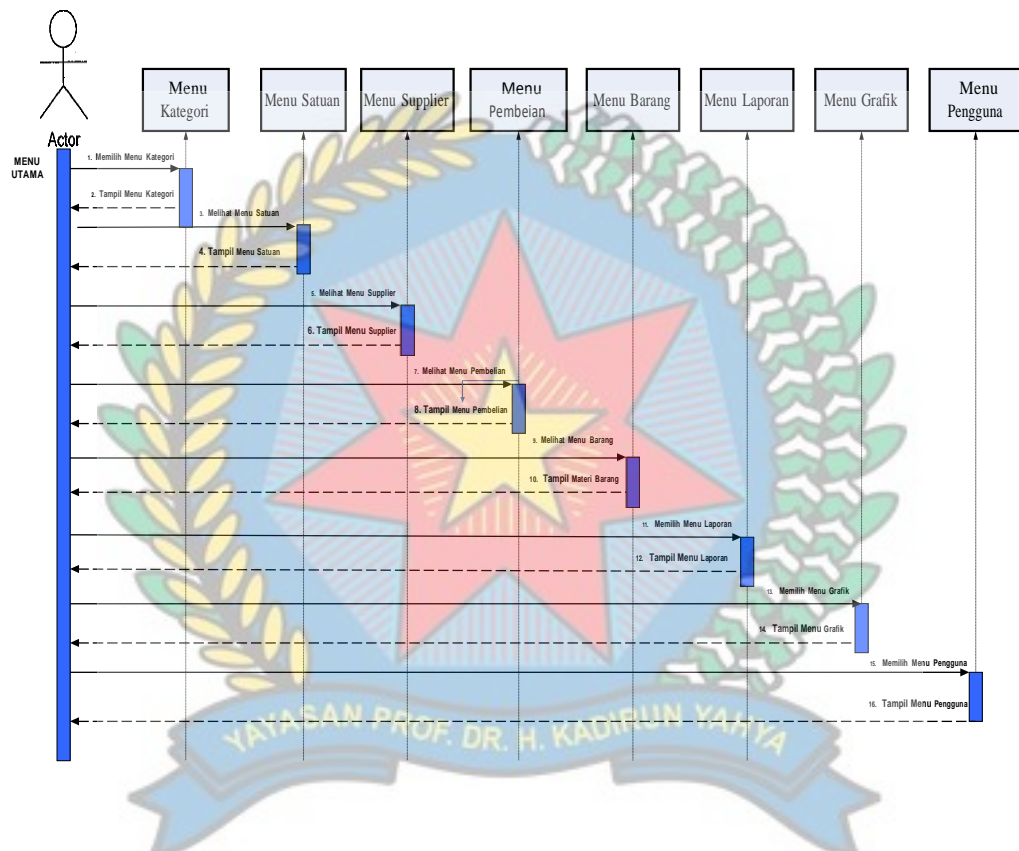 Menu
Kategori
Menu Satuan
Menu Supplier
Menu
Pembeian
Menu Barang
Menu Laporan
Menu Grafik
Menu
Pengguna
Actor
MENU
UTAMA
1. Memilih Menu Kategori
2. Tampil Menu Kategori
3. Melihat Menu Satuan
4. Tampil Menu Satuan
5. Melihat Menu Supplier
6. Tampil Menu Supplier
7. Melihat Menu Pembelian
8. Tampil Menu Pembelian
9. Melihat Menu Barang
10. Tampil Materi Barang
11. Memilih Menu Laporan
12. Tampil Menu Laporan
13. Memilih Menu Grafik
14. Tampil Menu Grafik
15. Memilih Menu Pengguna
16. Tampil Menu Pengguna
YAYASAN PROF. DR. H. KADIRUN YAHYA